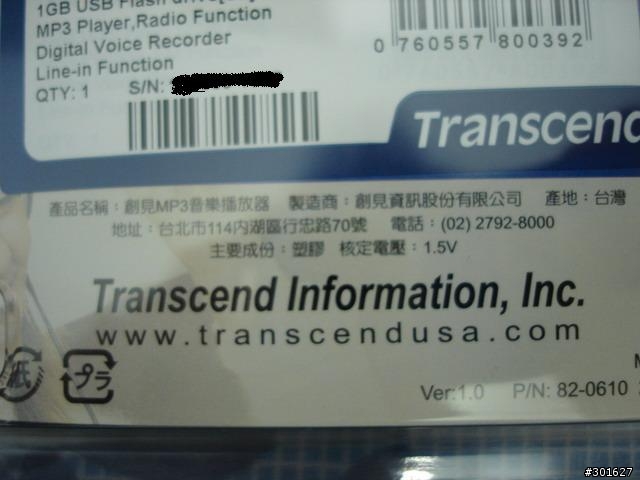 1GB USB Flash
MP3 Player,Radio Function
Digital Voice Recorder
Line-in Function
QTY: 1 S/N:
0 760557 800392
Transcend
產品名稱：創見MP3音樂播放器 製造商：創見資訊股份有限公司 產地：台灣
地址：台北市114內湖區行忠路70號 電話：(02) 2792-8000
主要成份：塑膠 核定電壓：1.5V
Transcend Information, Inc.
www.transcendusa.com
紙 プラ
Ver:1.0 P/N: 82-0610
#301627